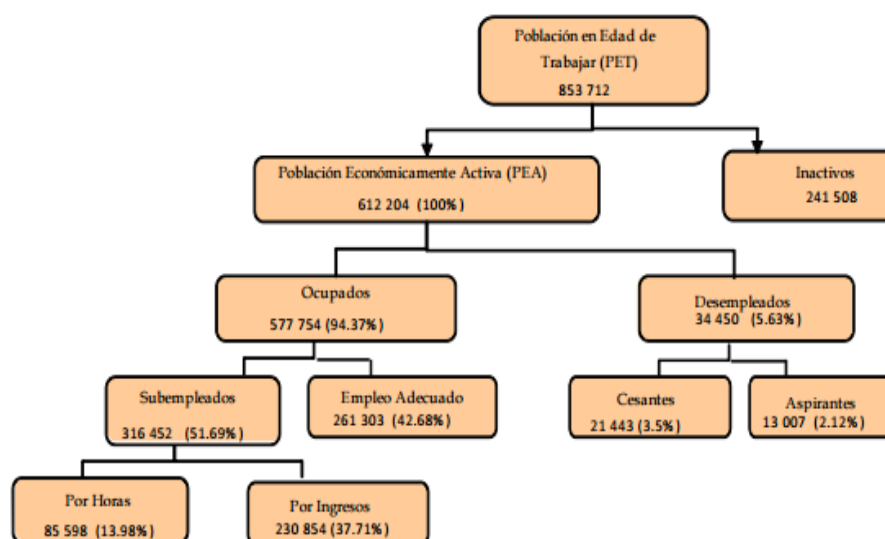 Población en Edad de
Trabajar (PET)
853 712
Población Económicamente Activa (PEA)
612 204 (100%)
Inactivos
241 508
Ocupados
577 754 (94.37%)
Desempleados
34 450 (5.63%)
Subempleados
316 452 (51.69%)
Empleo Adecuado
261 303 (42.68%)
Cesantes
21 443 (3.5%)
Aspirantes
13 007 (2.12%)
Por Horas
85 598 (13.98%)
Por Ingresos
230 854 (37.71%)